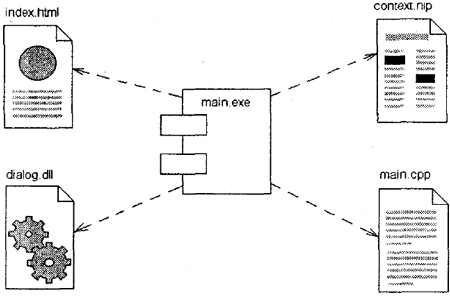 index.html
context.hlp
main.exe
dialog.dll
main.cpp